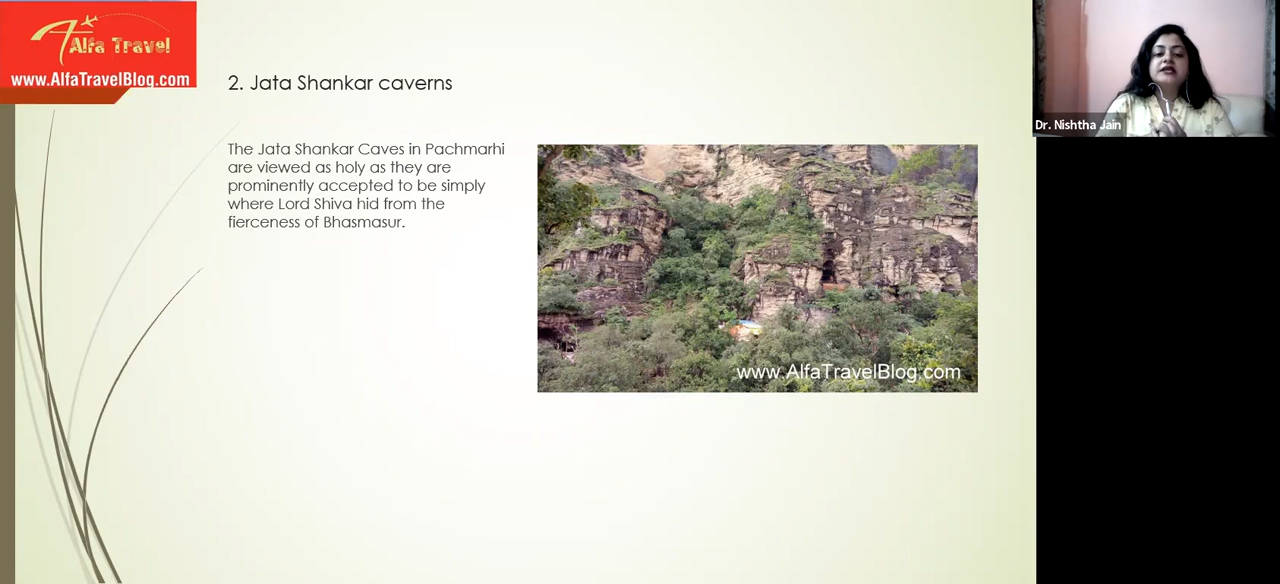 Alfa Travel
www.AlfaTravelBlog.com
2. Jata Shankar caverns
The Jata Shankar Caves in Pachmarhi
are viewed as holy as they are
prominently accepted to be simply
where Lord Shiva hid from the
fierceness of Bhasmasur.
www.AlfaTravelBlog.com
Dr. Nishtha Jain